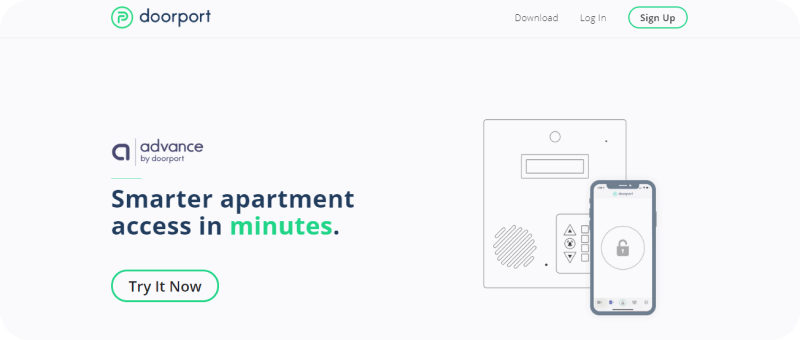 doorport
Download
Log In
Sign Up
advance
by doorport
Smarter apartment
access in minutes.
Try It Now
doorport